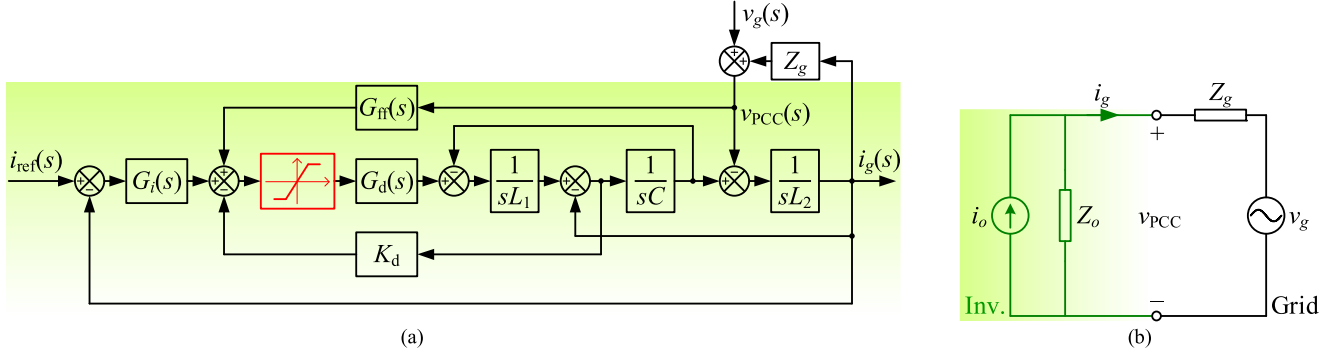 v_g(s)
Z_g
G_ff(s)
v_PCC(s)
i_ref(s)
G_i(s)
G_d(s)
1/sL_1
1/sC
1/sL_2
i_g(s)
K_d
(a)
i_g
Z_g
+
i_o
Z_o
v_PCC
v_g
−
Inv.
Grid
(b)